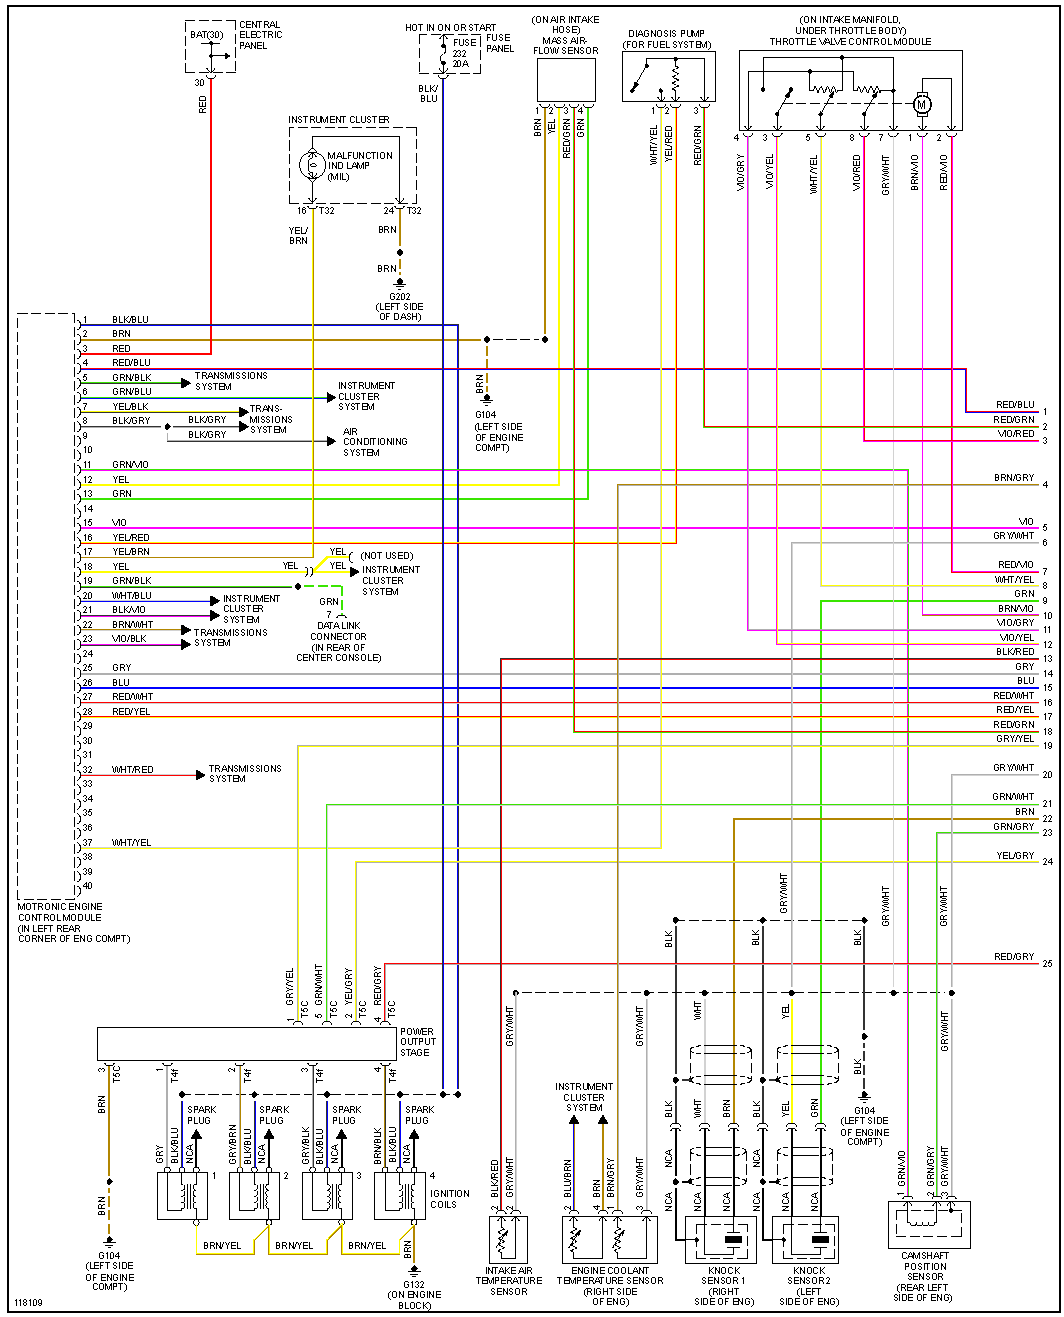 BAT(30)
CENTRAL
ELECTRIC
PANEL
30
RED
HOT IN ON OR START
FUSE
232
20A
FUSE
PANEL
BLK/
BLU
(ON AIR INTAKE
HOSE)
MASS AIR-
FLOW SENSOR
1
2
3
4
BRN
YEL
RED/GRN
GRN
DIAGNOSIS PUMP
(FOR FUEL SYSTEM)
1
2
3
WHT/YEL
YEL/RED
RED/GRN
(ON INTAKE MANIFOLD,
UNDER THROTTLE BODY)
THROTTLE VALVE CONTROL MODULE
M
4
3
5
8
7
1
2
VIO/GRY
VIO/YEL
WHT/YEL
VIO/RED
GRY/WHT
BRN/VIO
RED/VIO
INSTRUMENT CLUSTER
MALFUNCTION
IND LAMP
(MIL)
16
T32
24
T32
YEL/
BRN
BRN
BRN
G202
(LEFT SIDE
OF DASH)
1 BLK/BLU
2 BRN
3 RED
4 RED/BLU
5 GRN/BLK
6 GRN/BLU
7 YEL/BLK
8 BLK/GRY
9
10
11 GRN/VIO
12 YEL
13 GRN
14
15 VIO
16 YEL/RED
17 YEL/BRN
18 YEL
19 GRN/BLK
20 WHT/BLU
21 BLK/VIO
22 BRN/WHT
23 VIO/BLK
24
25 GRY
26 BLU
27 RED/WHT
28 RED/YEL
29
30
31
32 WHT/RED
33
34
35
36
37 WHT/YEL
38
39
40
MOTRONIC ENGINE
CONTROL MODULE
(IN LEFT REAR
CORNER OF ENG COMPT)
TRANSMISSIONS
SYSTEM
INSTRUMENT
CLUSTER
SYSTEM
BLK/GRY
BLK/GRY
TRANS-
MISSIONS
SYSTEM
AIR
CONDITIONING
SYSTEM
BRN
G104
(LEFT SIDE
OF ENGINE
COMPT)
YEL
YEL
YEL
(NOT USED)
INSTRUMENT
CLUSTER
SYSTEM
GRN
7
DATA LINK
CONNECTOR
(IN REAR OF
CENTER CONSOLE)
INSTRUMENT
CLUSTER
SYSTEM
TRANSMISSIONS
SYSTEM
TRANSMISSIONS
SYSTEM
RED/BLU 1
RED/GRN 2
VIO/RED 3
BRN/GRY 4
VIO 5
GRY/WHT 6
RED/VIO 7
WHT/YEL 8
GRN 9
BRN/VIO 10
VIO/GRY 11
VIO/YEL 12
BLK/RED 13
GRY 14
BLU 15
RED/WHT 16
RED/YEL 17
RED/GRN 18
GRY/YEL 19
GRY/WHT 20
GRN/WHT 21
BRN 22
GRN/GRY 23
YEL/GRY 24
RED/GRY 25
GRY/YEL
GRN/WHT
YEL/GRY
RED/GRY
1
T5C
5
T5C
2
T5C
4
T5C
POWER
OUTPUT
STAGE
3
T5C
1
T4f
2
T4f
3
T4f
4
T4f
BRN
BRN
G104
(LEFT SIDE
OF ENGINE
COMPT)
SPARK
PLUG
SPARK
PLUG
SPARK
PLUG
SPARK
PLUG
GRY
BLK/BLU
NCA
GRY/BRN
BLK/BLU
NCA
GRY/BLK
BLK/BLU
NCA
BRN/BLK
BLK/BLU
NCA
1
2
3
4
IGNITION
COILS
BRN/YEL
BRN/YEL
BRN/YEL
BRN
G132
(ON ENGINE
BLOCK)
GRY/WHT
BLK/RED
GRY/WHT
2
2
INTAKE AIR
TEMPERATURE
SENSOR
INSTRUMENT
CLUSTER
SYSTEM
GRY/WHT
BLU/BRN
BRN
BRN/GRY
GRY/WHT
2
4
1
3
ENGINE COOLANT
TEMPERATURE SENSOR
(RIGHT SIDE
OF ENG)
BLK
WHT
BLK
WHT
BRN
NCA
NCA
NCA
NCA
KNOCK
SENSOR 1
(RIGHT
SIDE OF ENG)
GRY/WHT
BLK
YEL
BLK
YEL
GRN
NCA
NCA
NCA
NCA
KNOCK
SENSOR 2
(LEFT
SIDE OF ENG)
BLK
BLK
G104
(LEFT SIDE
OF ENGINE
COMPT)
GRY/WHT
GRY/WHT
GRY/WHT
GRN/VIO
GRN/GRY
GRY/WHT
1
2
3
CAMSHAFT
POSITION
SENSOR
(REAR LEFT
SIDE OF ENG)
118109